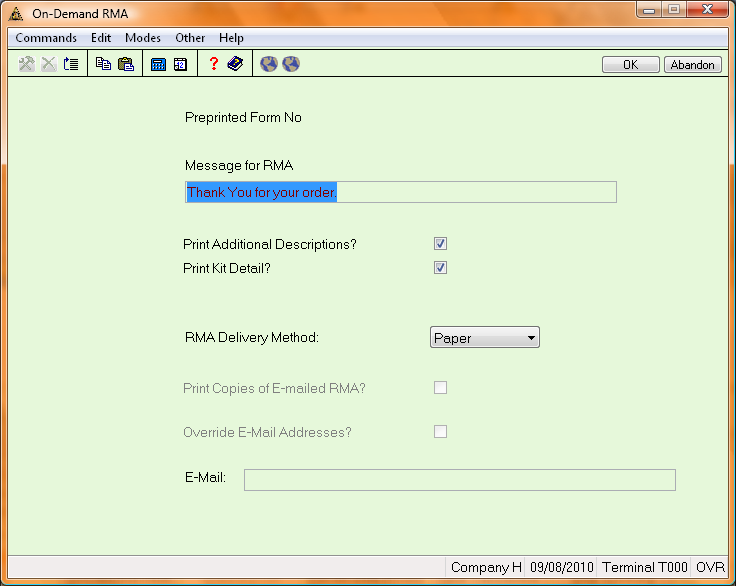 On-Demand RMA
Commands Edit Modes Other Help
OK Abandon
Preprinted Form No
Message for RMA
Thank You for your order.
Print Additional Descriptions?
Print Kit Detail?
RMA Delivery Method: Paper
Print Copies of E-mailed RMA?
Override E-Mail Addresses?
E-Mail:
Company H 09/08/2010 Terminal T000 OVR